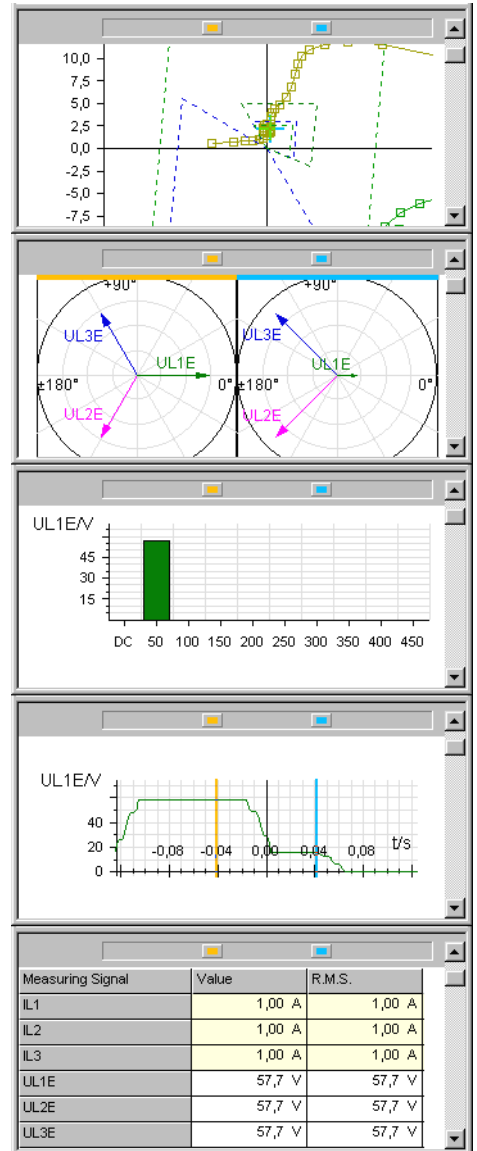 10,0
7,5
5,0
2,5
0,0
-2,5
-5,0
-7,5
+90° +90°
UL3E UL3E
UL1E UL1E
±180° 0° ±180° 0°
UL2E UL2E
UL1E/V
45
30
15
DC 50 100 150 200 250 300 350 400 450
UL1E/V
40
20
0
-0,08 -0,04 0,00 0,04 0,08 t/s
Measuring Signal Value R.M.S.
IL1 1,00 A 1,00 A
IL2 1,00 A 1,00 A
IL3 1,00 A 1,00 A
UL1E 57,7 V 57,7 V
UL2E 57,7 V 57,7 V
UL3E 57,7 V 57,7 V